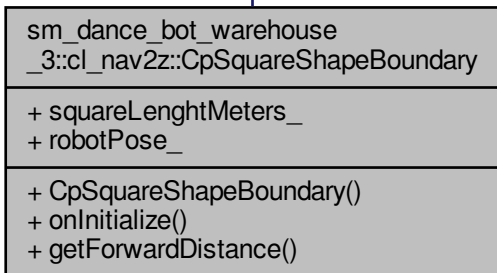 sm_dance_bot_warehouse
_3::cl_nav2z::CpSquareShapeBoundary
+ squareLenghtMeters_
+ robotPose_
+ CpSquareShapeBoundary()
+ onInitialize()
+ getForwardDistance()